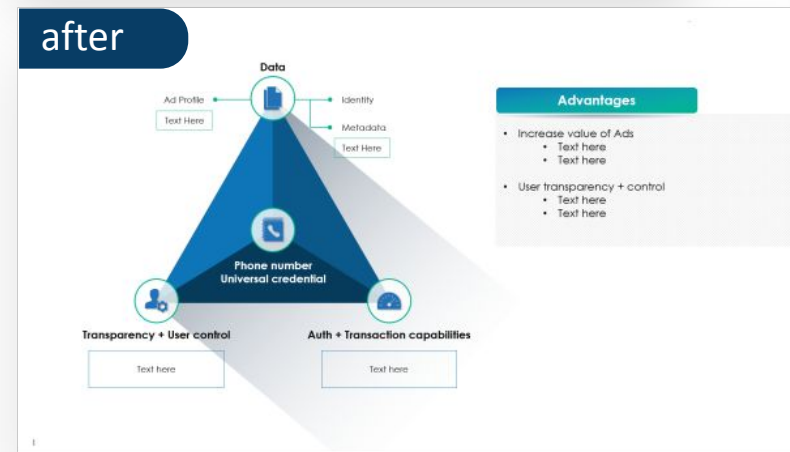 after
Data
Ad Profile
Identity
Text Here
Metadata
Text Here
Phone number
Universal credential
Transparency + User control
Auth + Transaction capabilities
Text here
Text here
Advantages
• Increase value of Ads
• Text here
• Text here
• User transparency + control
• Text here
• Text here
1